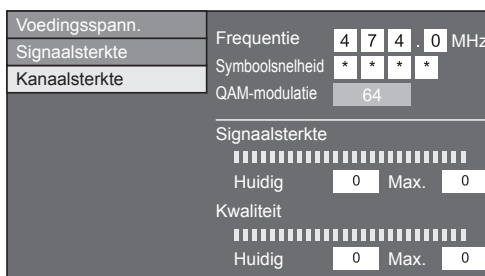 Voedingsspann.
Signaalsterkte
Kanaalsterkte
Frequentie 4 7 4 . 0 MHz
Symboolsnelheid * * * *
QAM-modulatie 64
Signaalsterkte
Huidig 0 Max. 0
Kwaliteit
Huidig 0 Max. 0